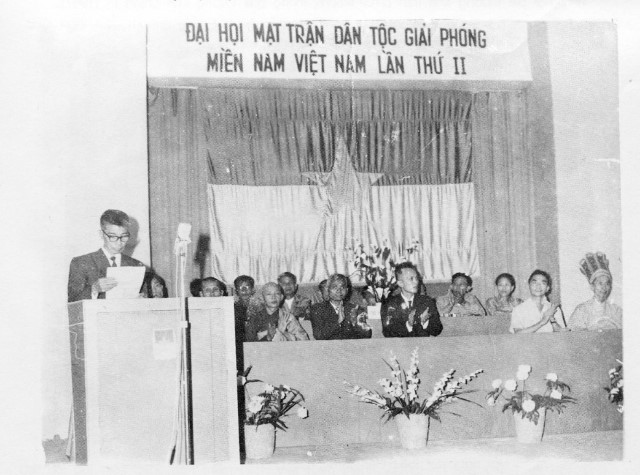 ĐẠI HỘI MẶT TRẬN DÂN TỘC GIẢI PHÓNG
MIỀN NAM VIỆT NAM LẦN THỨ II